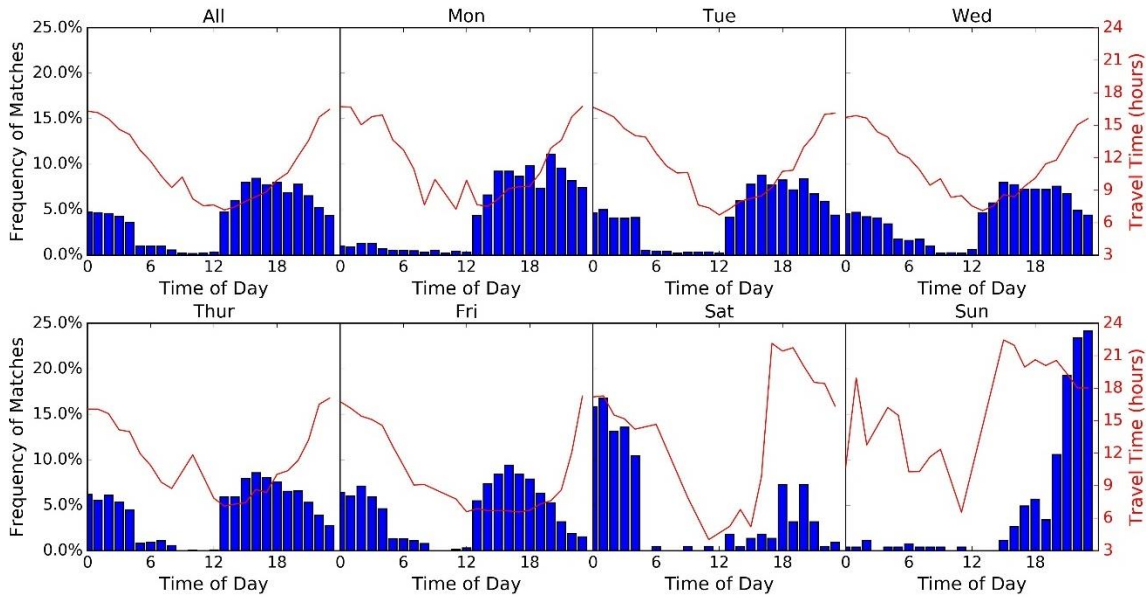 All Mon Tue Wed
25.0% 24
21
20.0%
18
15.0% 15
12
10.0%
9
5.0%
6
0.0% 3
0 6 12 18 0 6 12 18 0 6 12 18 0 6 12 18
Time of Day Time of Day Time of Day Time of Day
Frequency of Matches
Travel Time (hours)
Thur Fri Sat Sun
25.0% 24
21
20.0%
18
15.0% 15
12
10.0%
9
5.0%
6
0.0% 3
0 6 12 18 0 6 12 18 0 6 12 18 0 6 12 18
Time of Day Time of Day Time of Day Time of Day
Frequency of Matches
Travel Time (hours)